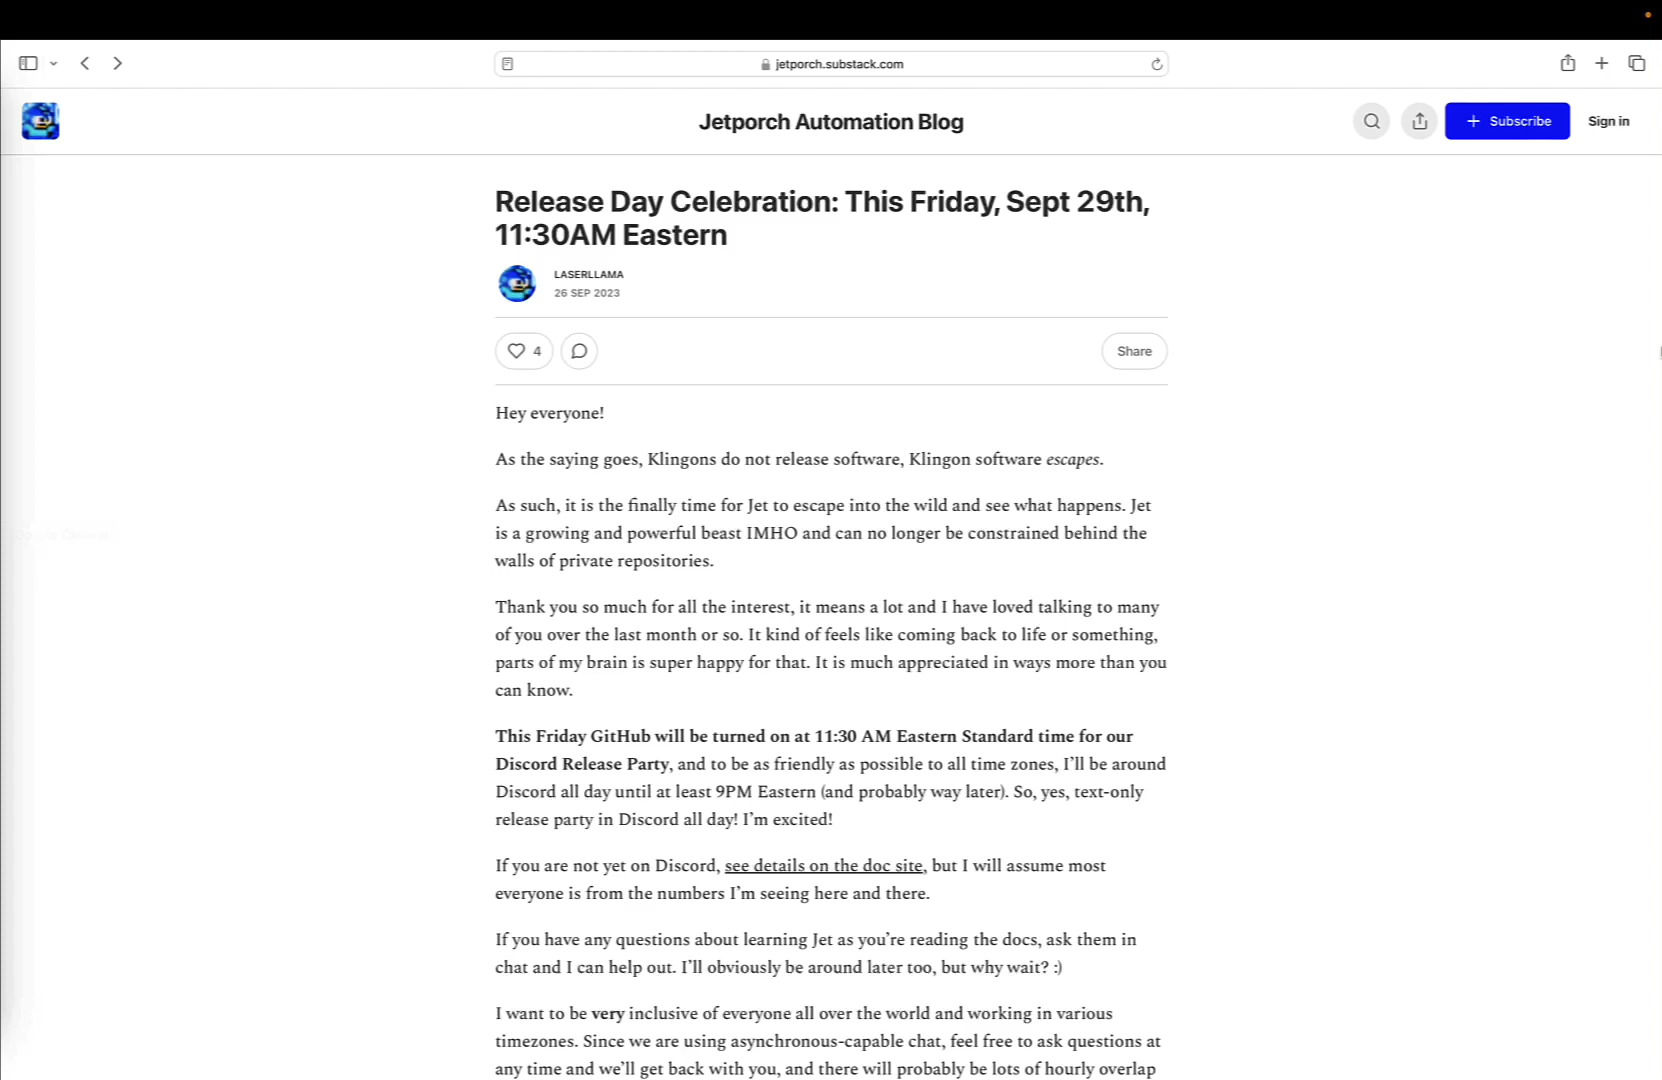 jetporch.substack.com
Jetporch Automation Blog
Subscribe
Sign in
Release Day Celebration: This Friday, Sept 29th,
11:30AM Eastern
LASERLLAMA
26 SEP 2023
4
Share
Hey everyone!
As the saying goes, Klingons do not release software, Klingon software escapes.
As such, it is the finally time for Jet to escape into the wild and see what happens. Jet
is a growing and powerful beast IMHO and can no longer be constrained behind the
walls of private repositories.
Thank you so much for all the interest, it means a lot and I have loved talking to many
of you over the last month or so. It kind of feels like coming back to life or something,
parts of my brain is super happy for that. It is much appreciated in ways more than you
can know.
This Friday GitHub will be turned on at 11:30 AM Eastern Standard time for our
Discord Release Party, and to be as friendly as possible to all time zones, I’ll be around
Discord all day until at least 9PM Eastern (and probably way later). So, yes, text-only
release party in Discord all day! I’m excited!
If you are not yet on Discord, see details on the doc site, but I will assume most
everyone is from the numbers I’m seeing here and there.
If you have any questions about learning Jet as you’re reading the docs, ask them in
chat and I can help out. I’ll obviously be around later too, but why wait? :)
I want to be very inclusive of everyone all over the world and working in various
timezones. Since we are using asynchronous-capable chat, feel free to ask questions at
any time and we’ll get back with you, and there will probably be lots of hourly overlap